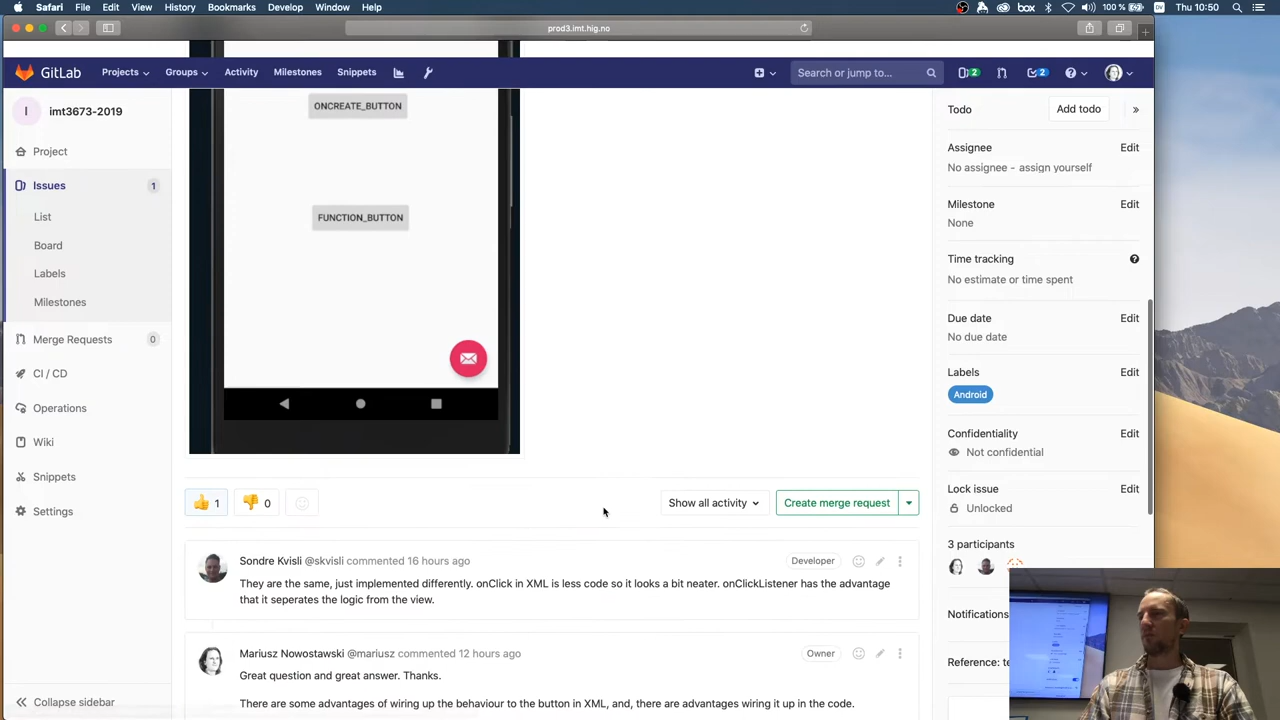 Safari File Edit View History Bookmarks Develop Window Help box 100 % DV Thu 10:50
prod3.imt.hig.no
GitLab Projects Groups Activity Milestones Snippets Search or jump to... 2 2
I imt3673-2019
Project
Issues 1
List
Board
Labels
Milestones
Merge Requests 0
CI / CD
Operations
Wiki
Snippets
Settings
Collapse sidebar
ONCREATE_BUTTON
FUNCTION_BUTTON
1 0 Show all activity Create merge request
Sondre Kvisli @skvisli commented 16 hours ago Developer
They are the same, just implemented differently. onClick in XML is less code so it looks a bit neater. onClickListener has the advantage
that it seperates the logic from the view.
Mariusz Nowostawski @mariusz commented 12 hours ago Owner
Great question and great answer. Thanks.
There are some advantages of wiring up the behaviour to the button in XML, and, there are advantages wiring it up in the code.
Todo Add todo »
Assignee Edit
No assignee - assign yourself
Milestone Edit
None
Time tracking
No estimate or time spent
Due date Edit
No due date
Labels Edit
Android
Confidentiality Edit
Not confidential
Lock issue Edit
Unlocked
3 participants
Notifications
Reference: te